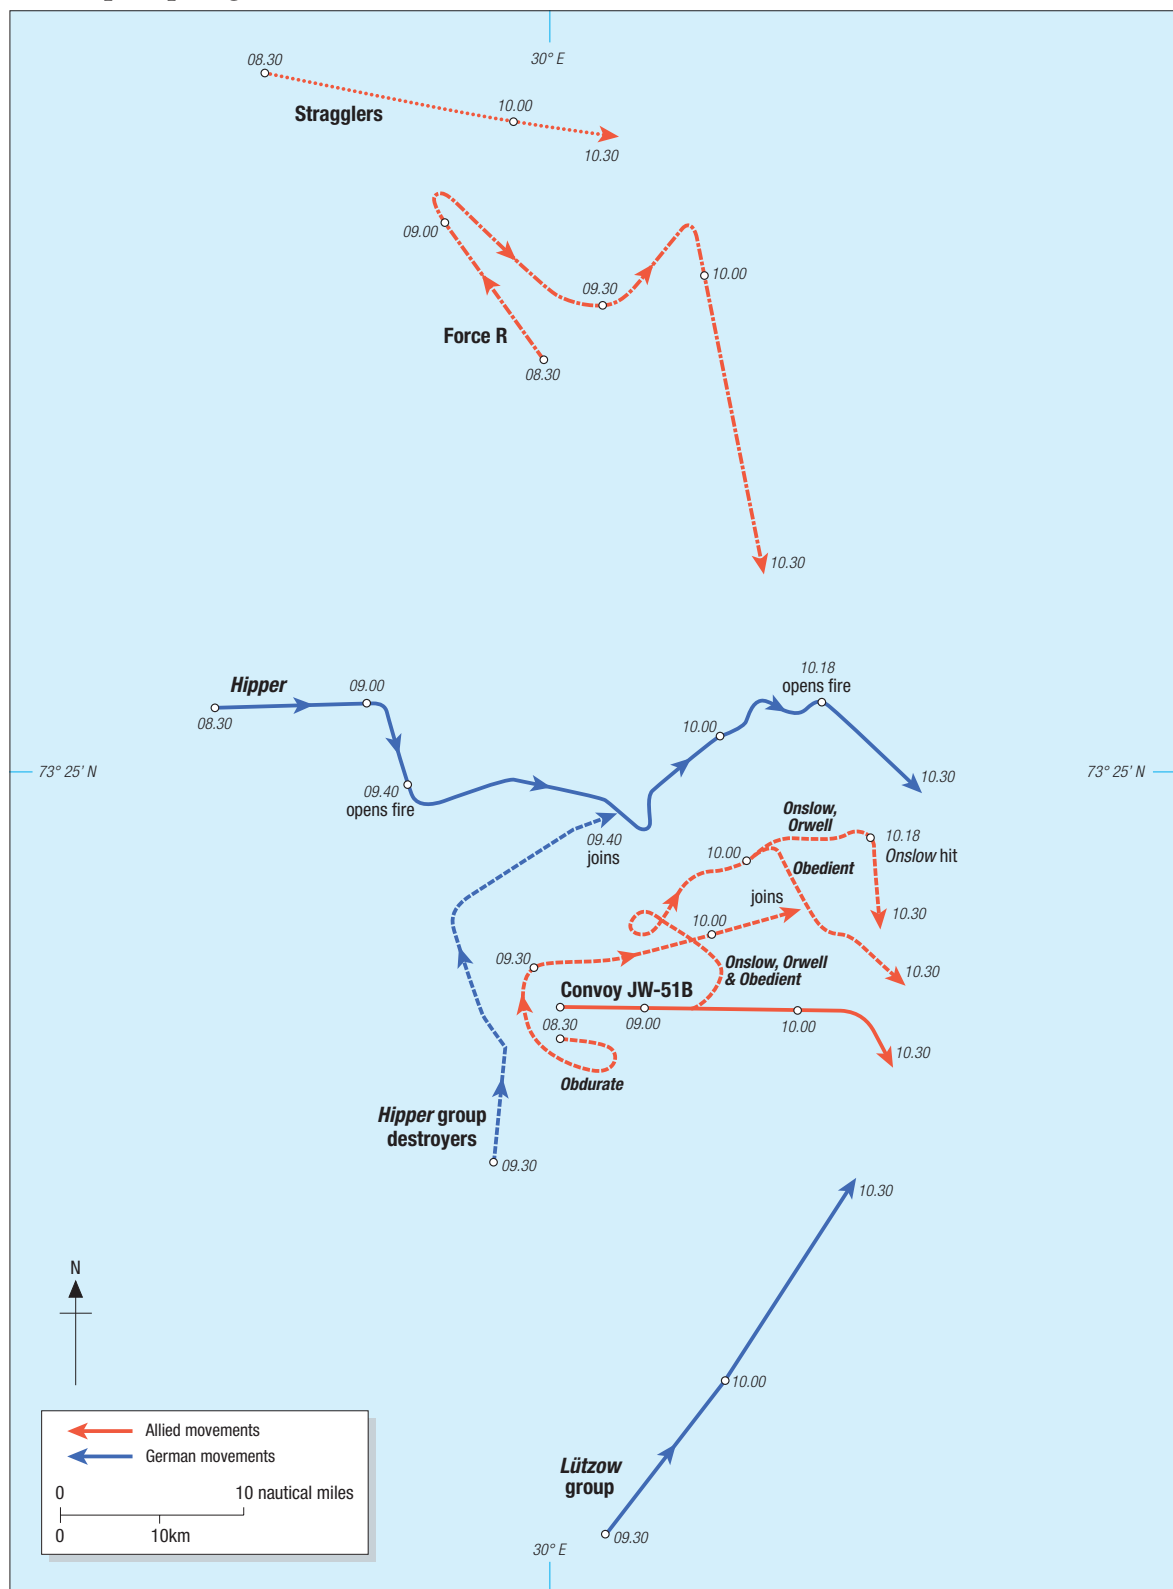 30° E
08.30
10.00
Stragglers
10.30
09.00
09.30
10.00
Force R
08.30
10.30
10.18
opens fire
Hipper
09.00
08.30
10.00
73° 25’ N
73° 25’ N
10.30
09.40
opens fire
Onslow,
Orwell
09.40
joins
10.18
Onslow hit
10.00
Obedient
joins
10.30
10.00
09.30
Onslow, Orwell
& Obedient
10.30
Convoy JW-51B
08.30
09.00
10.00
10.30
Obdurate
Hipper group
destroyers
09.30
10.30
N
10.00
Allied movements
German movements
0
10 nautical miles
0
10km
Lützow
group
09.30
30° E